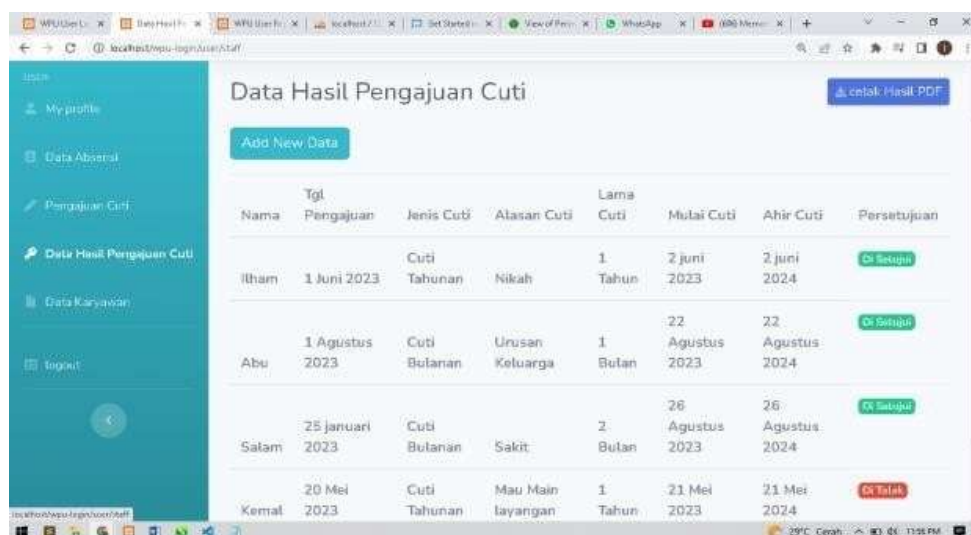 WhatsApp
localhost/wpu-login/user/staff
My profile
Data Absensi
Pengajuan Cuti
Data Hasil Pengajuan Cuti
Data Karyawan
logout
Data Hasil Pengajuan Cuti
cetak Hasil PDF
Add New Data
Nama Tgl Pengajuan Jenis Cuti Alasan Cuti Lama Cuti Mulai Cuti Ahir Cuti Persetujuan
Ilham 1 Juni 2023 Cuti Tahunan Nikah 1 Tahun 2 juni 2023 2 juni 2024 Di Setujui
Abu 1 Agustus 2023 Cuti Bulanan Urusan Keluarga 1 Bulan 22 Agustus 2023 22 Agustus 2024 Di Setujui
Salam 25 januari 2023 Cuti Bulanan Sakit 2 Bulan 26 Agustus 2023 26 Agustus 2024 Di Setujui
Kemal 20 Mei 2023 Cuti Tahunan Mau Main layangan 1 Tahun 21 Mei 2023 21 Mei 2024 Di Tolak
localhost/wpu-login/user/staff
29°C Cerah 11:56 PM